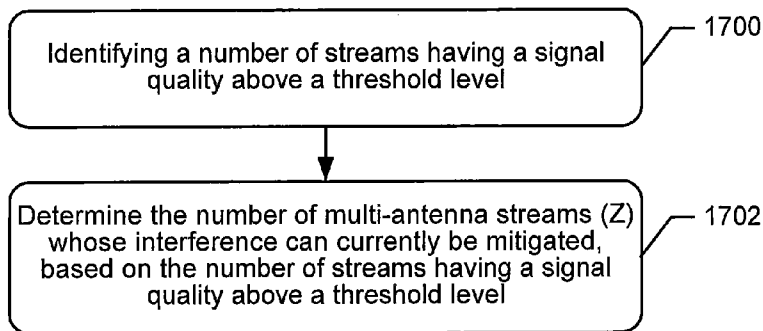 Identifying a number of streams having a signal
quality above a threshold level
1700
Determine the number of multi-antenna streams (Z)
whose interference can currently be mitigated,
based on the number of streams having a signal
quality above a threshold level
1702